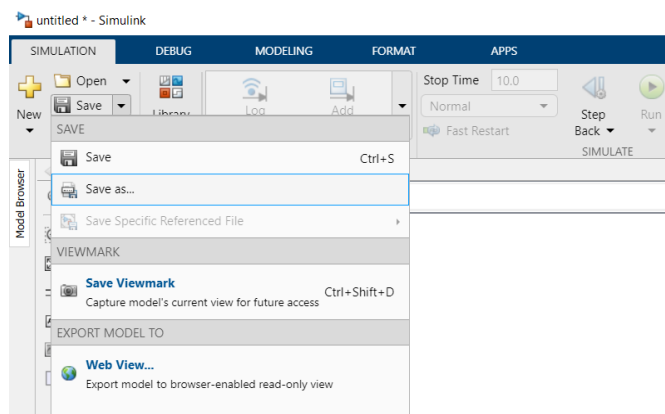 untitled * - Simulink
SIMULATION DEBUG MODELING FORMAT APPS
New
Open
Save
Library
Log
Add
Stop Time 10.0
Normal
Fast Restart
Step
Back
Run
SIMULATE
Model Browser
SAVE
Save Ctrl+S
Save as...
Save Specific Referenced File
VIEWMARK
Save Viewmark
Capture model's current view for future access Ctrl+Shift+D
EXPORT MODEL TO
Web View...
Export model to browser-enabled read-only view